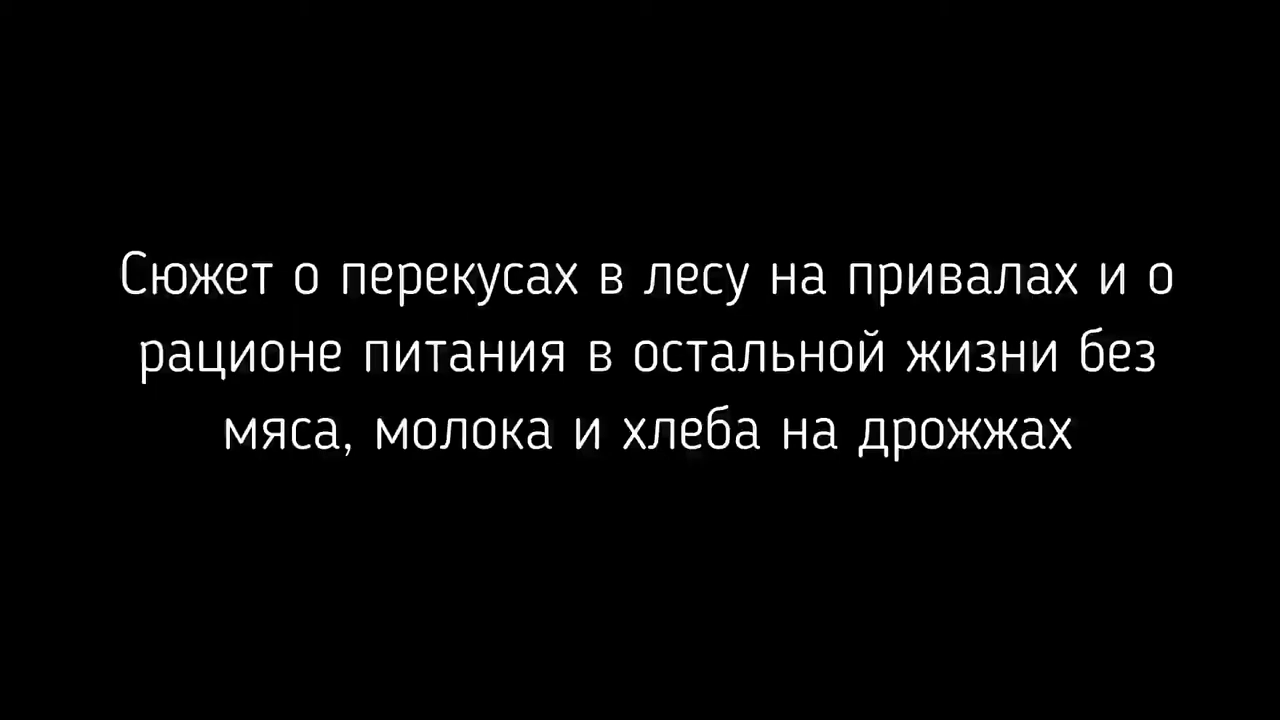 Сюжет о перекусах в лесу на привалах и о
рационе питания в остальной жизни без
мяса, молока и хлеба на дрожжах